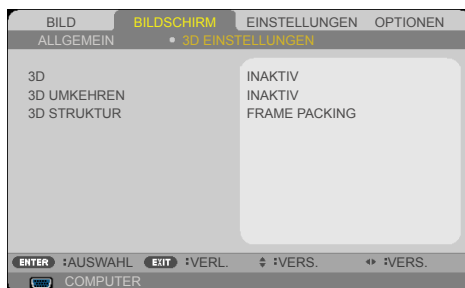 BILD BILDSCHIRM EINSTELLUNGEN OPTIONEN
ALLGEMEIN • 3D EINSTELLUNGEN
3D INAKTIV
3D UMKEHREN INAKTIV
3D STRUKTUR FRAME PACKING
ENTER :AUSWAHL EXIT :VERL. :VERS. :VERS.
COMPUTER